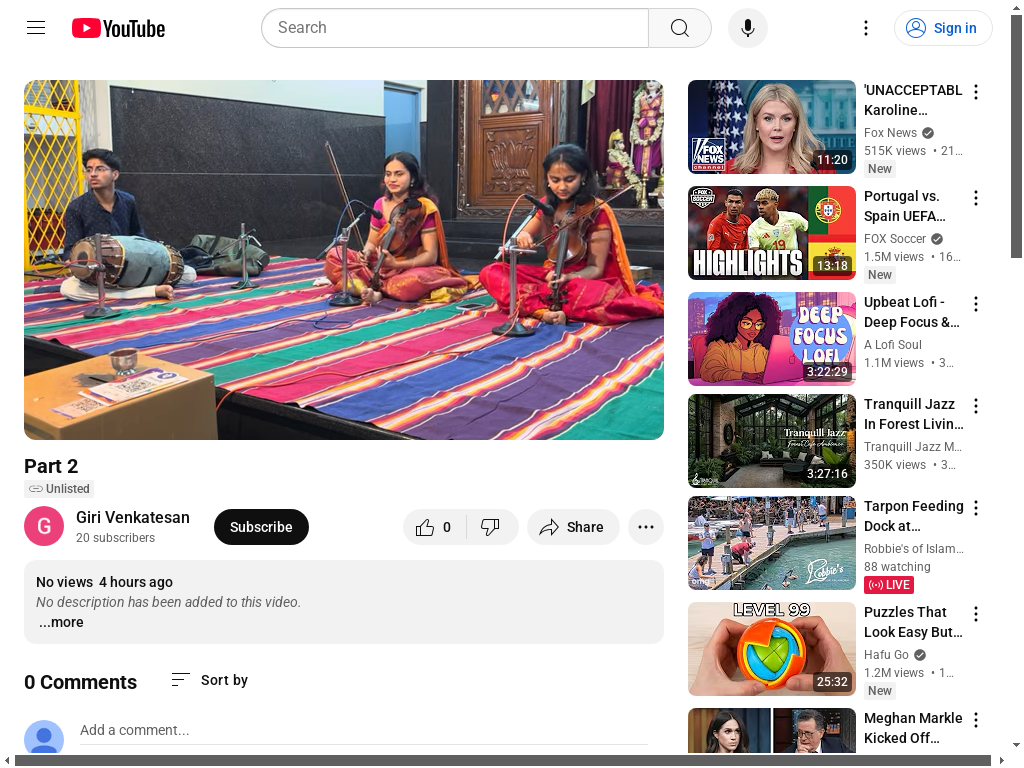 YouTube
Search
Sign in
Part 2
Unlisted
G
Giri Venkatesan
20 subscribers
Subscribe
0
Share
No views 4 hours ago
No description has been added to this video.
...more
0 Comments
Sort by
Add a comment...
FOX NEWS channel
11:20
'UNACCEPTABL
Karoline…
Fox News
515K views • 21…
New
FOX SOCCER
19
HIGHLIGHTS
13:18
Portugal vs.
Spain UEFA…
FOX Soccer
1.5M views • 16…
New
DEEP
FOCUS
LOFI
3:22:29
Upbeat Lofi -
Deep Focus &…
A Lofi Soul
1.1M views • 3…
Tranquill Jazz
3:27:16
Tranquill Jazz
In Forest Livin…
Tranquill Jazz M…
350K views • 3…
Robbie's
Tarpon Feeding
Dock at…
Robbie's of Islam…
88 watching
LIVE
LEVEL 99
25:32
Puzzles That
Look Easy But…
Hafu Go
1.2M views • 1…
New
Meghan Markle
Kicked Off…